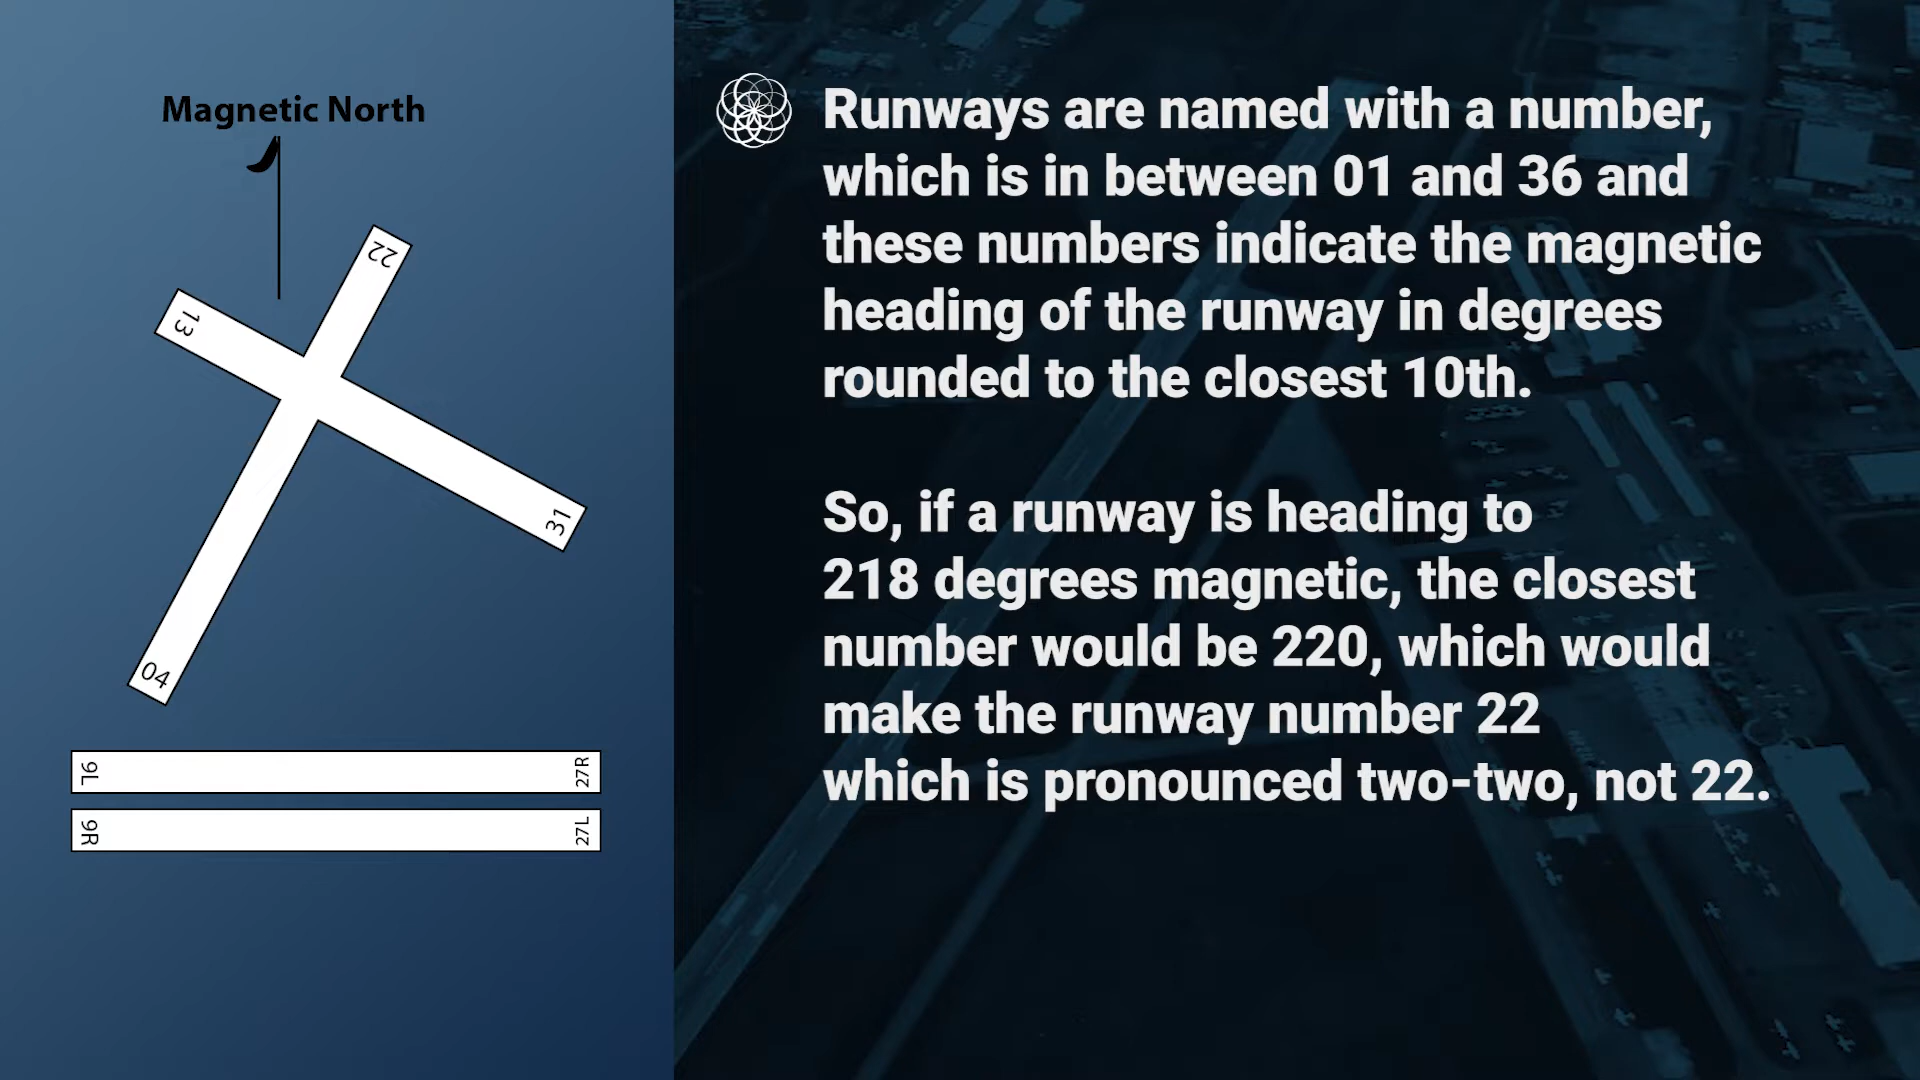 Magnetic North
22
13
31
04
9L
27R
9R
27L
Runways are named with a number,
which is in between 01 and 36 and
these numbers indicate the magnetic
heading of the runway in degrees
rounded to the closest 10th.
So, if a runway is heading to
218 degrees magnetic, the closest
number would be 220, which would
make the runway number 22
which is pronounced two-two, not 22.